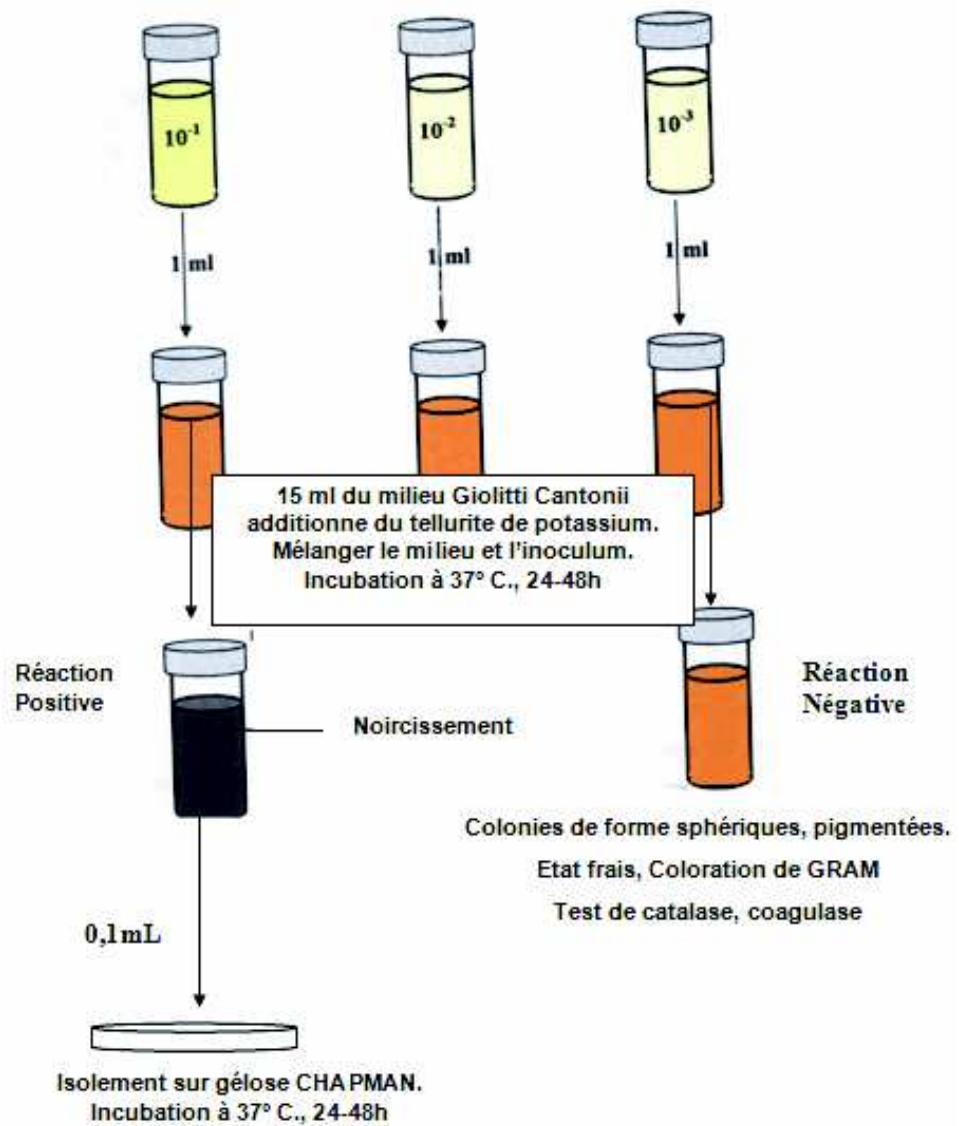 10⁻¹
10⁻²
10⁻³
1 ml
1 ml
1 ml
15 ml du milieu Giolitti Cantonii
additionne du tellurite de potassium.
Mélanger le milieu et l'inoculum.
Incubation à 37° C., 24-48h
Réaction
Positive
Noircissement
Réaction
Négative
Colonies de forme sphériques, pigmentées.
Etat frais, Coloration de GRAM
Test de catalase, coagulase
0,1mL
Isolement sur gélose CHAPMAN.
Incubation à 37° C., 24-48h